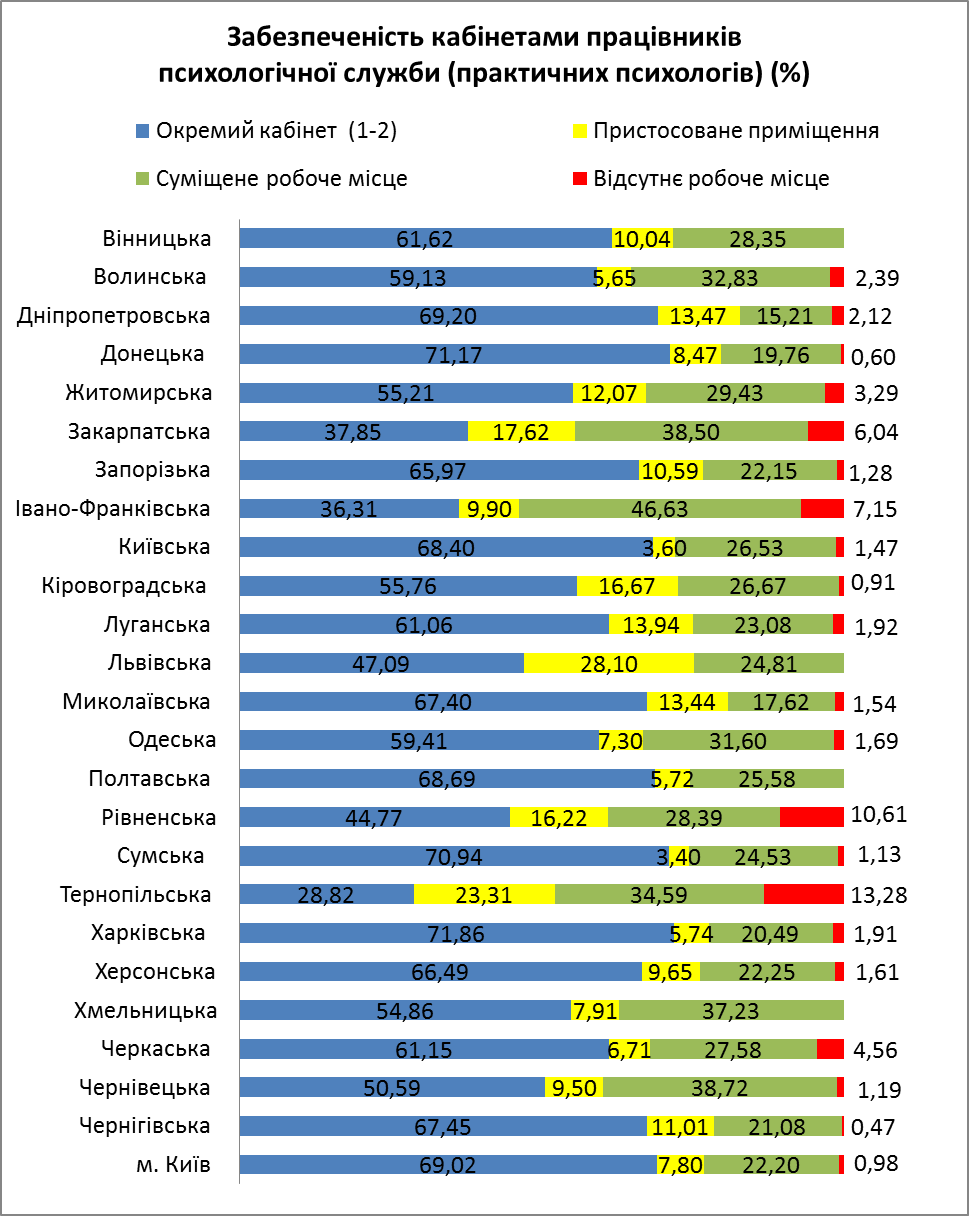 Забезпеченість кабінетами працівників
психологічної служби (практичних психологів) (%)
Окремий кабінет (1-2) Пристосоване приміщення
Суміщене робоче місце Відсутнє робоче місце
Вінницька 61,62 10,04 28,35
Волинська 59,13 5,65 32,83 2,39
Дніпропетровська 69,20 13,47 15,21 2,12
Донецька 71,17 8,47 19,76 0,60
Житомирська 55,21 12,07 29,43 3,29
Закарпатська 37,85 17,62 38,50 6,04
Запорізька 65,97 10,59 22,15 1,28
Івано-Франківська 36,31 9,90 46,63 7,15
Київська 68,40 3,60 26,53 1,47
Кіровоградська 55,76 16,67 26,67 0,91
Луганська 61,06 13,94 23,08 1,92
Львівська 47,09 28,10 24,81
Миколаївська 67,40 13,44 17,62 1,54
Одеська 59,41 7,30 31,60 1,69
Полтавська 68,69 5,72 25,58
Рівненська 44,77 16,22 28,39 10,61
Сумська 70,94 3,40 24,53 1,13
Тернопільська 28,82 23,31 34,59 13,28
Харківська 71,86 5,74 20,49 1,91
Херсонська 66,49 9,65 22,25 1,61
Хмельницька 54,86 7,91 37,23
Черкаська 61,15 6,71 27,58 4,56
Чернівецька 50,59 9,50 38,72 1,19
Чернігівська 67,45 11,01 21,08 0,47
м. Київ 69,02 7,80 22,20 0,98